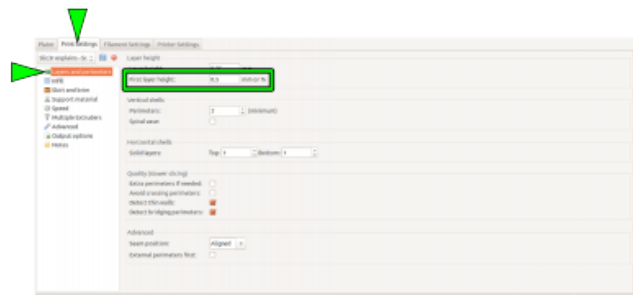 Plater Print Settings Filament Settings Printer Settings
Layer height
Layers and perimeters
First layer height: mm or %
Infill
Skirt and brim
Support material
Speed
Multiple Extruders
Advanced
Output options
Notes
Vertical shells
Perimeters: 3 (minimum)
Spiral vase:
Horizontal shells
Solid layers: Top: Bottom:
Quality (slower slicing)
Extra perimeters if needed:
Avoid crossing perimeters:
Detect thin walls:
Detect bridging perimeters:
Advanced
Seam position: Aligned
External perimeters first: